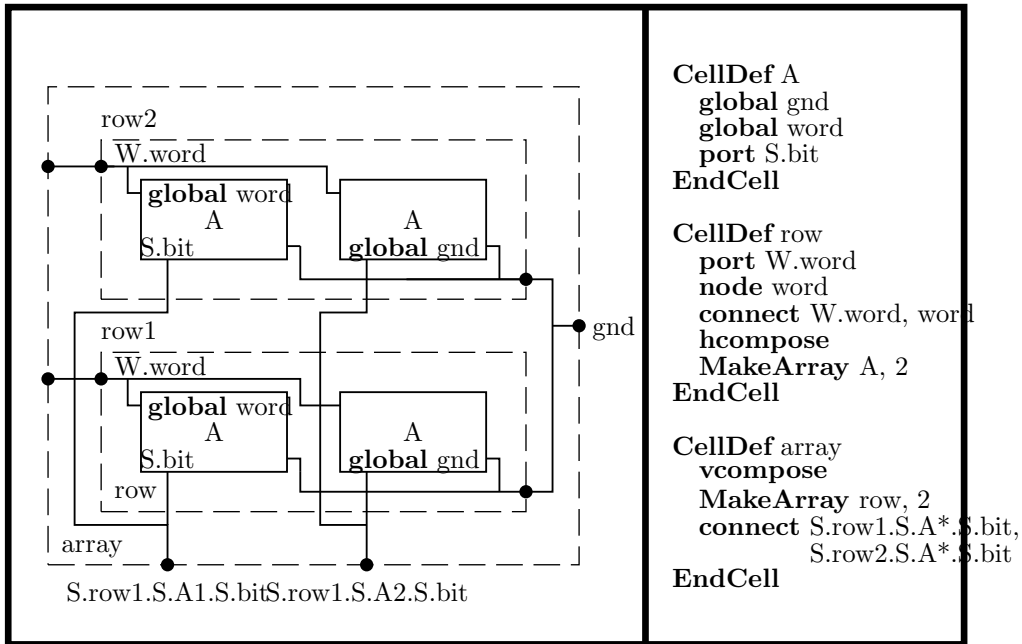 row2
W.word
global word
A
S.bit
A
global gnd
row1
W.word
global word
A
S.bit
A
global gnd
row
array
gnd
S.row1.S.A1.S.bit
S.row1.S.A2.S.bit
CellDef A
global gnd
global word
port S.bit
EndCell
CellDef row
port W.word
node word
connect W.word, word
hcompose
MakeArray A, 2
EndCell
CellDef array
vcompose
MakeArray row, 2
connect S.row1.S.A*.S.bit,
S.row2.S.A*.S.bit
EndCell